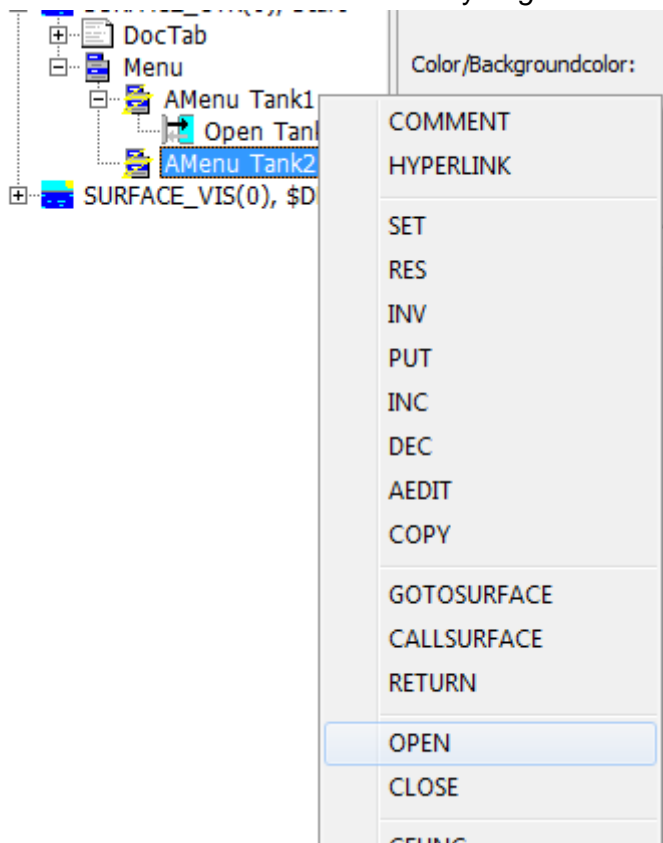 DocTab
Menu
Color/Backgroundcolor:
AMenu Tank1
Open Tan
AMenu Tank2
SURFACE_VIS(0), $D
COMMENT
HYPERLINK
SET
RES
INV
PUT
INC
DEC
AEDIT
COPY
GOTOSURFACE
CALLSURFACE
RETURN
OPEN
CLOSE